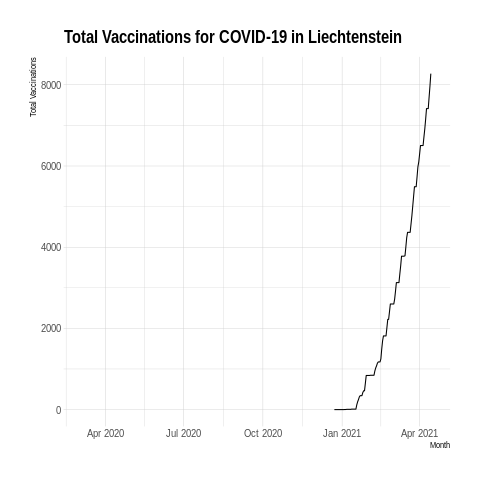 Total Vaccinations for COVID-19 in Liechtenstein
Total Vaccinations
8000
6000
4000
2000
0
Apr 2020 Jul 2020 Oct 2020 Jan 2021 Apr 2021
Month